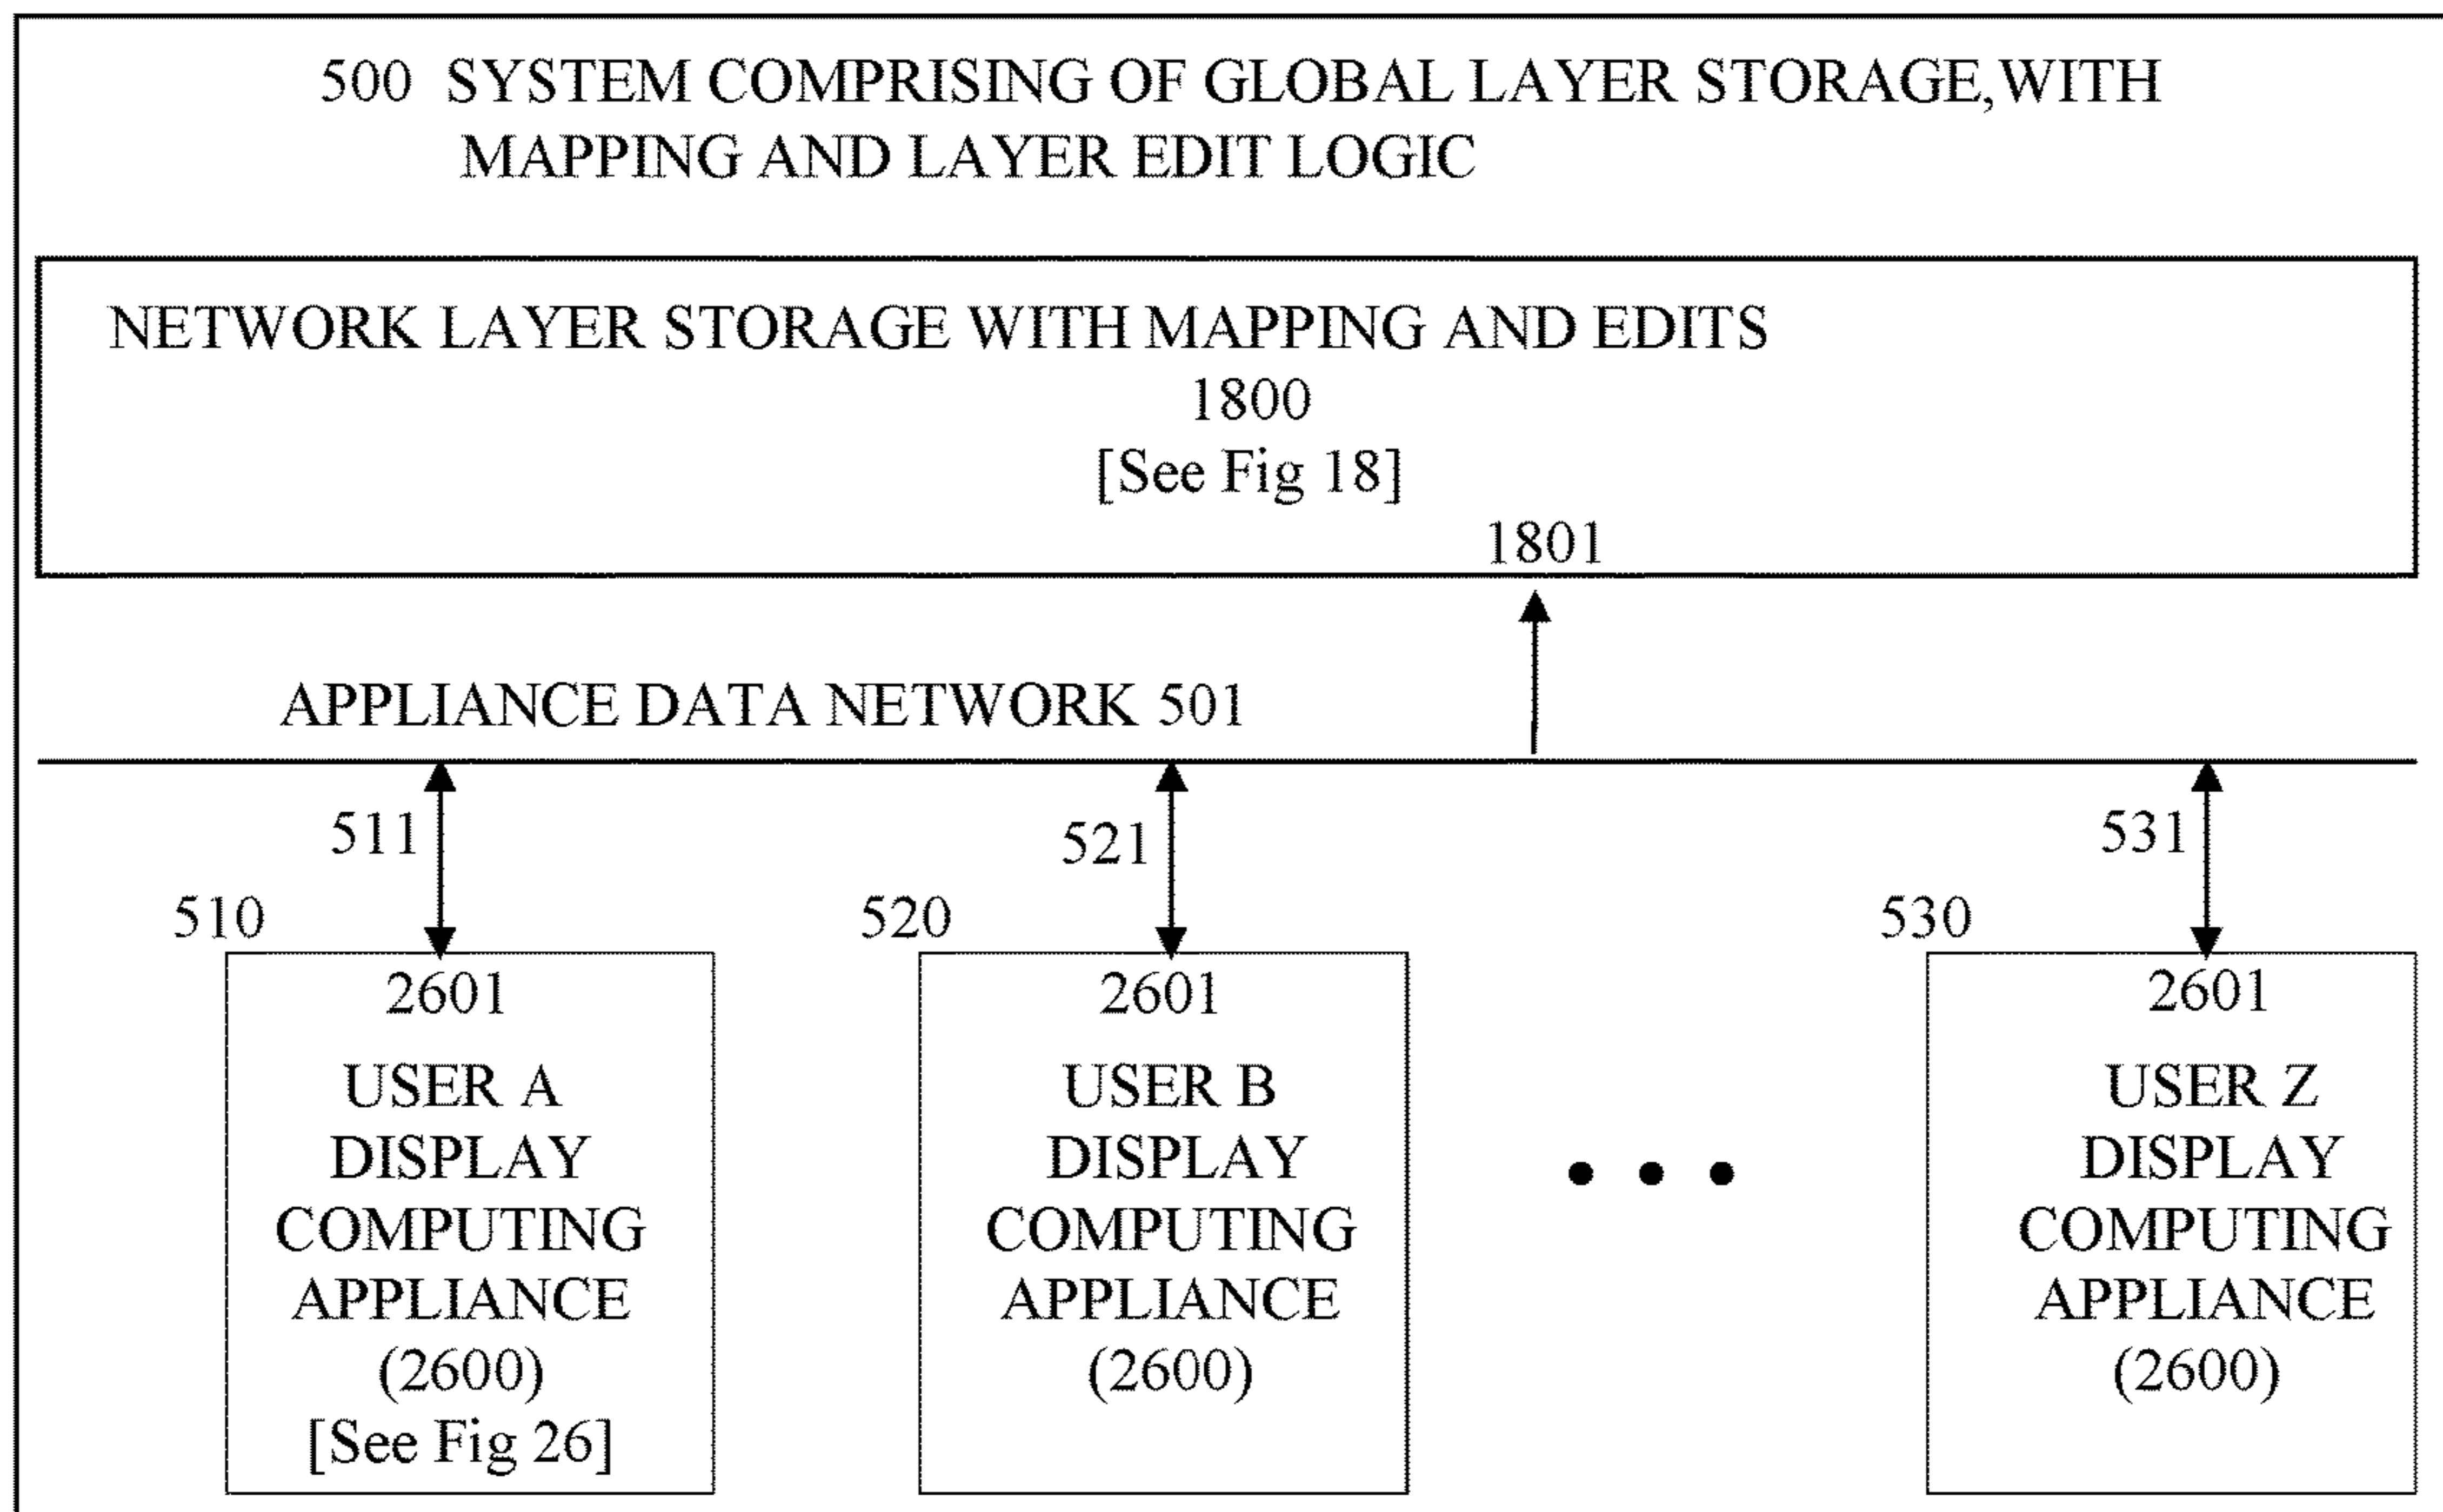 500 SYSTEM COMPRISING OF GLOBAL LAYER STORAGE, WITH
MAPPING AND LAYER EDIT LOGIC
NETWORK LAYER STORAGE WITH MAPPING AND EDITS
1800
[See Fig 18]
1801
APPLIANCE DATA NETWORK 501
511
521
531
510
520
530
2601
USER A
DISPLAY
COMPUTING
APPLIANCE
(2600)
[See Fig 26]
2601
USER B
DISPLAY
COMPUTING
APPLIANCE
(2600)
2601
USER Z
DISPLAY
COMPUTING
APPLIANCE
(2600)